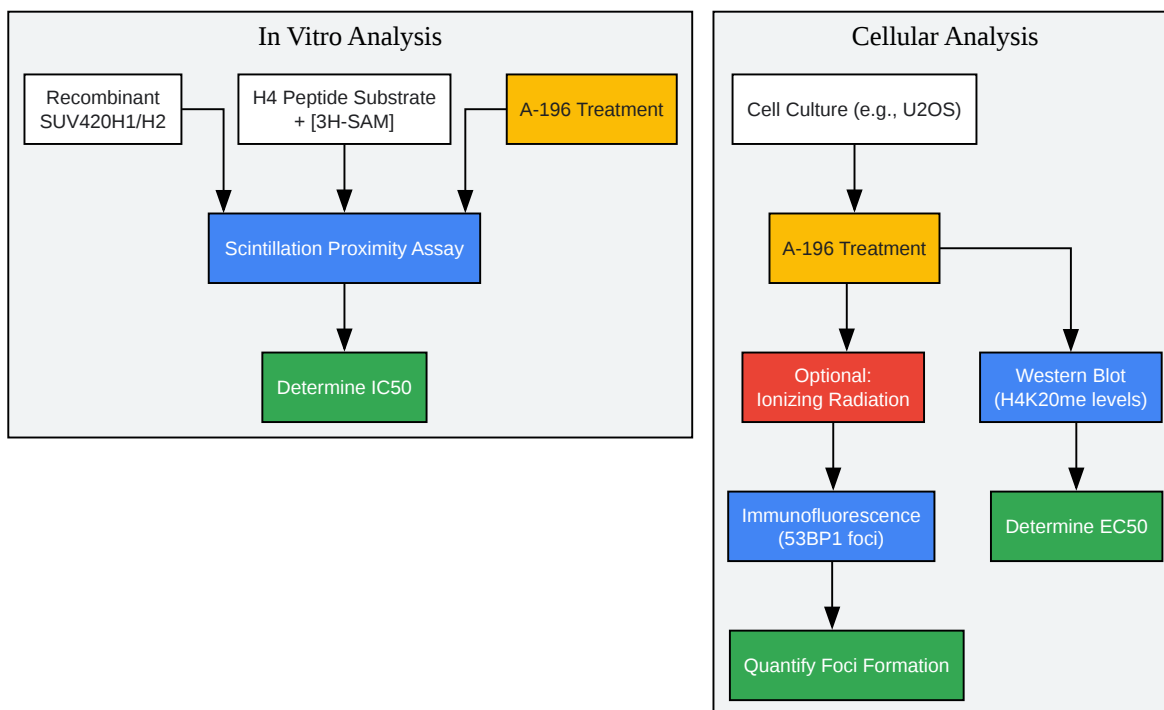 In Vitro Analysis
Recombinant
SUV420H1/H2
H4 Peptide Substrate
+ [3H-SAM]
A-196 Treatment
Scintillation Proximity Assay
Determine IC50
Cellular Analysis
Cell Culture (e.g., U2OS)
A-196 Treatment
Optional:
Ionizing Radiation
Western Blot
(H4K20me levels)
Immunofluorescence
(53BP1 foci)
Determine EC50
Quantify Foci Formation